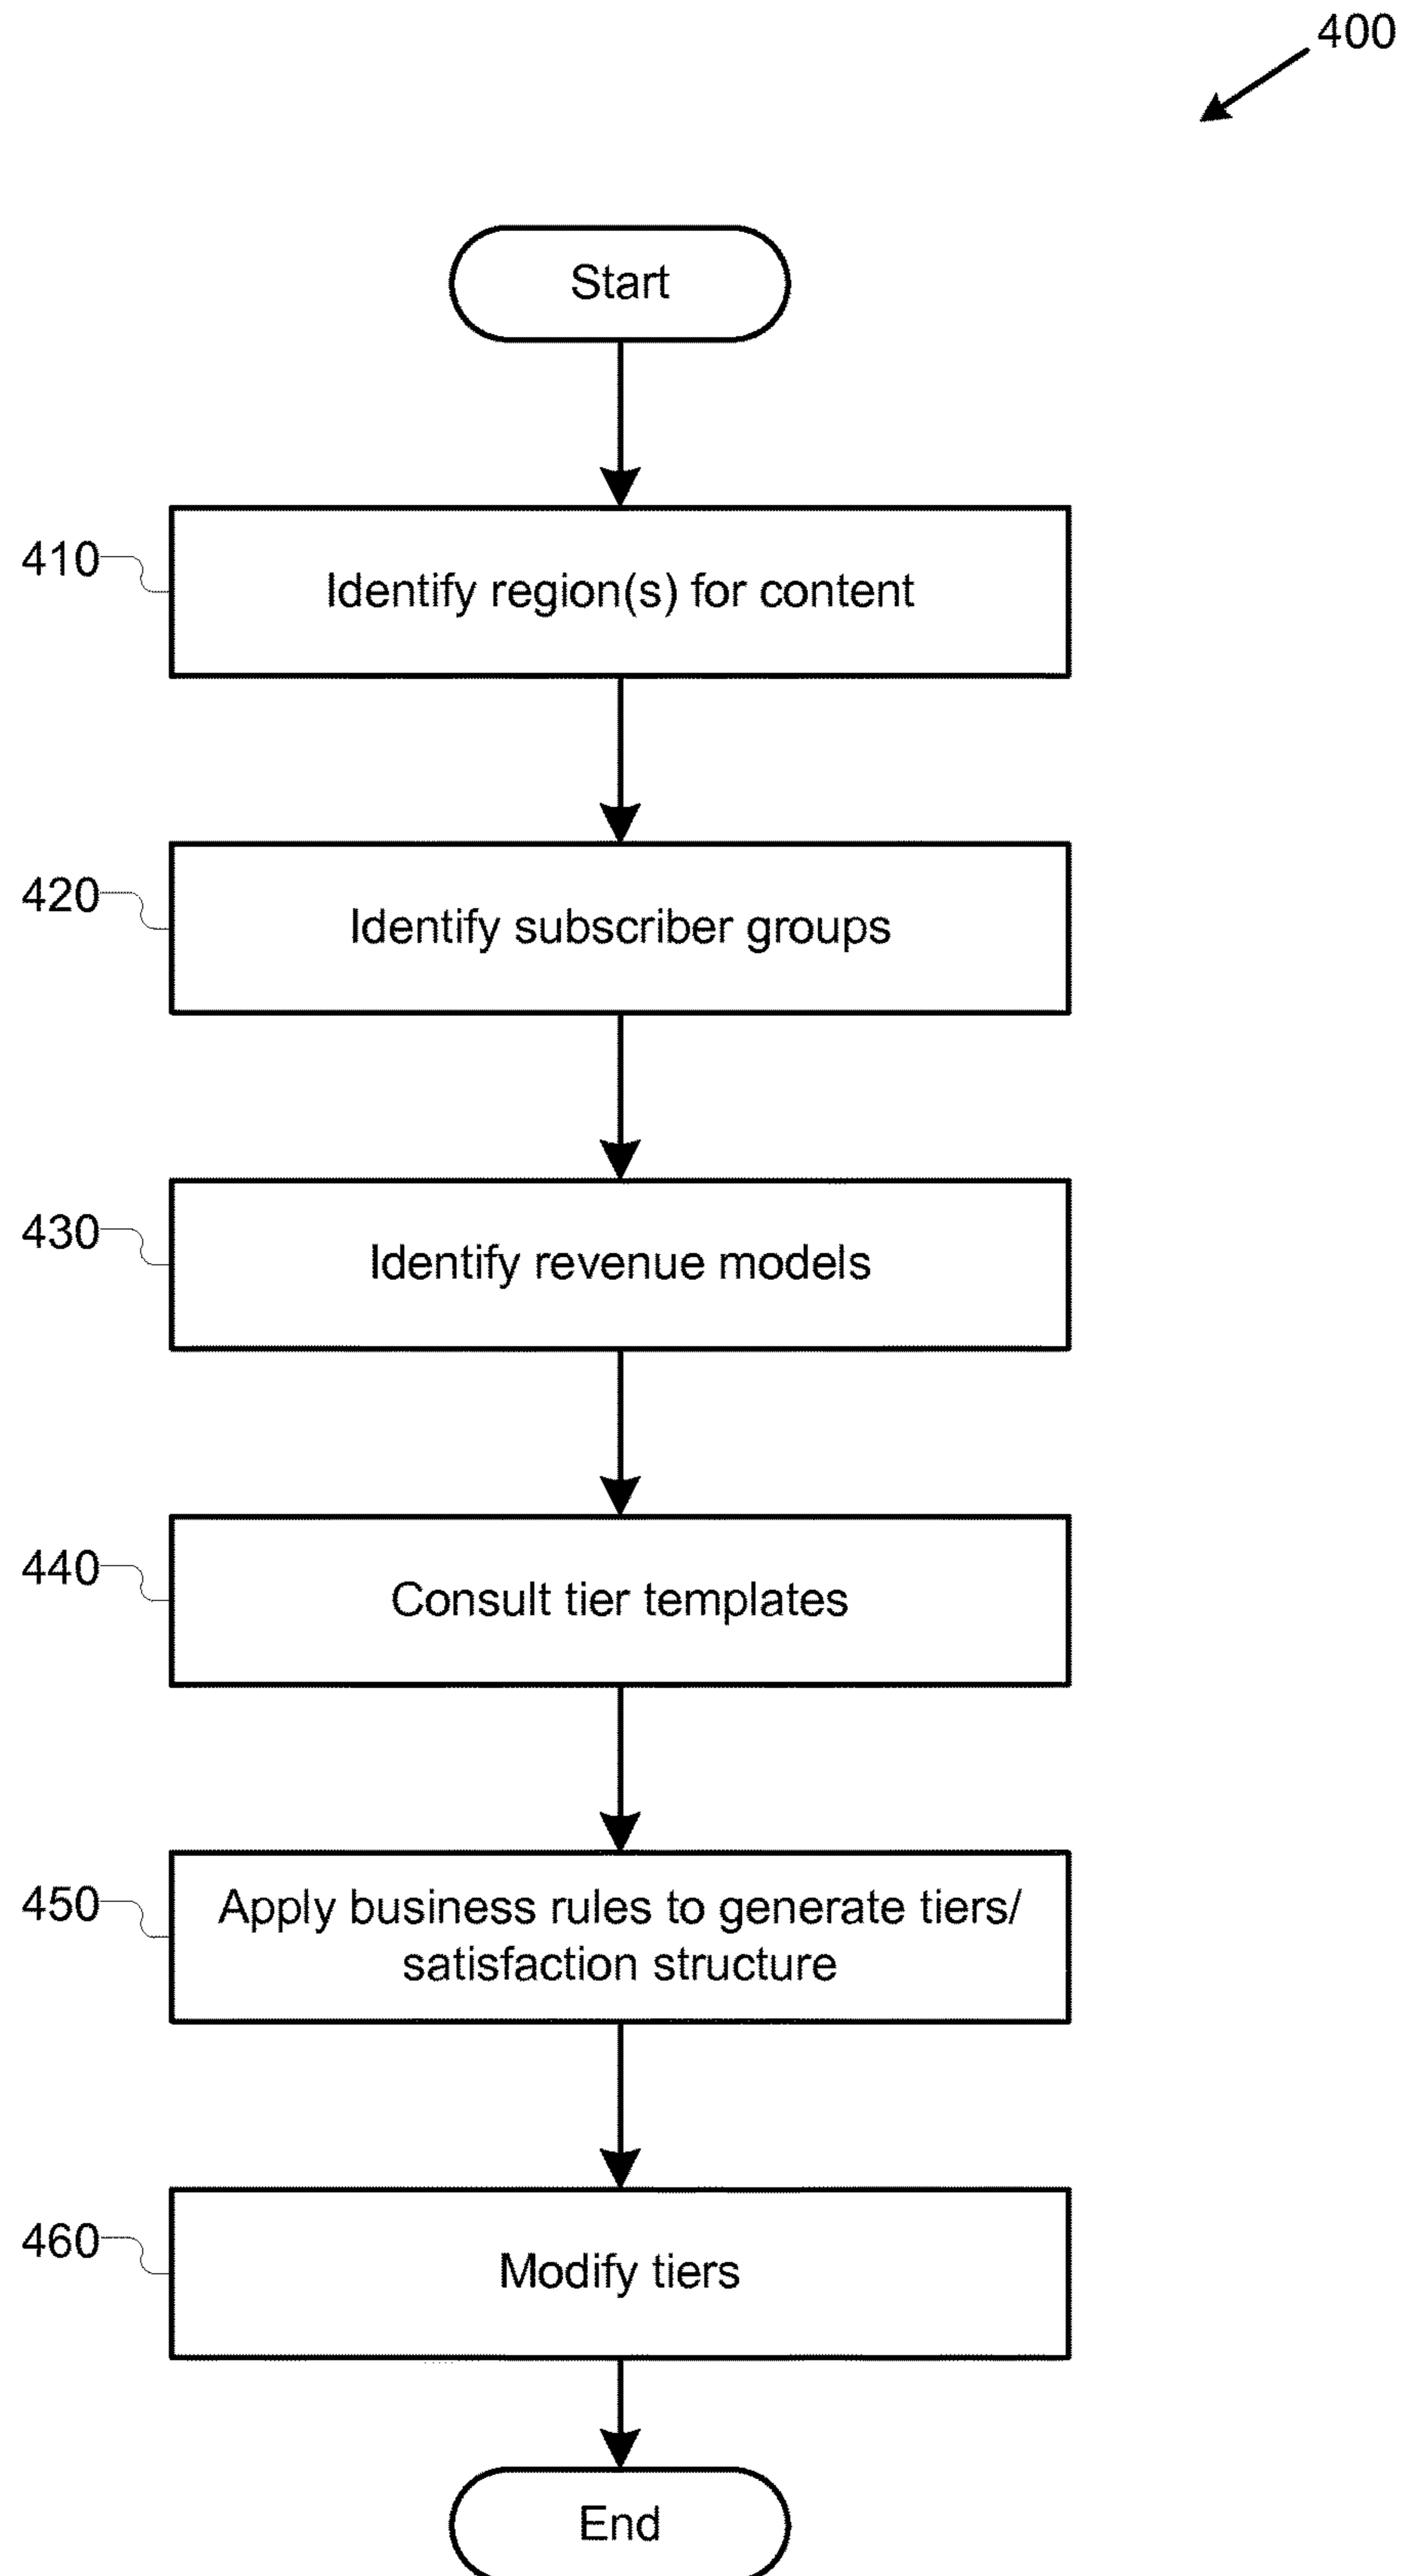 400
Start
410
Identify region(s) for content
420
Identify subscriber groups
430
Identify revenue models
440
Consult tier templates
450
Apply business rules to generate tiers/
satisfaction structure
460
Modify tiers
End